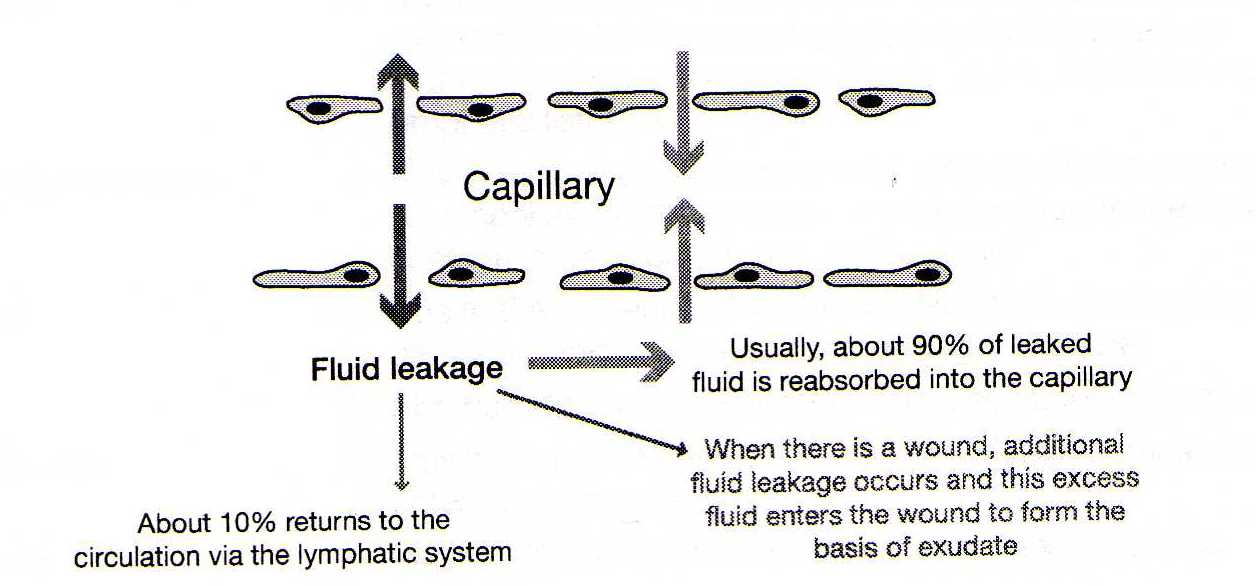 Capillary
Fluid leakage
Usually, about 90% of leaked
fluid is reabsorbed into the capillary
When there is a wound, additional
fluid leakage occurs and this excess
fluid enters the wound to form the
basis of exudate
About 10% returns to the
circulation via the lymphatic system